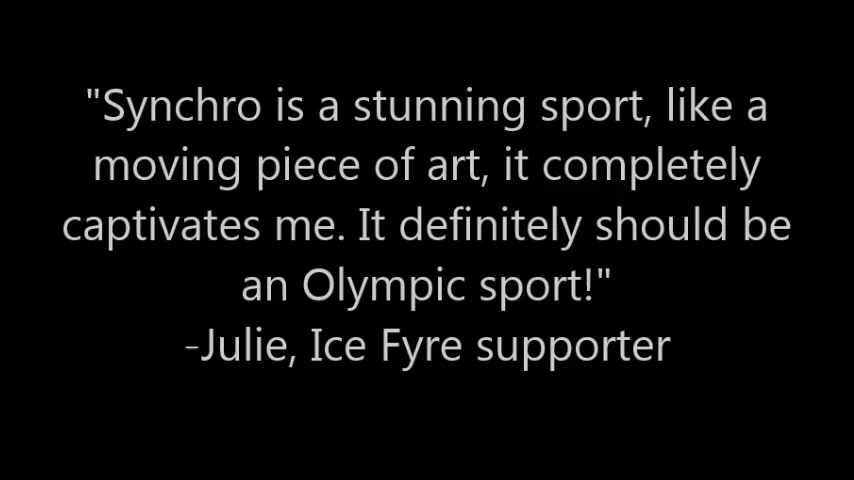 "Synchro is a stunning sport, like a
moving piece of art, it completely
captivates me. It definitely should be
an Olympic sport!"
-Julie, Ice Fyre supporter